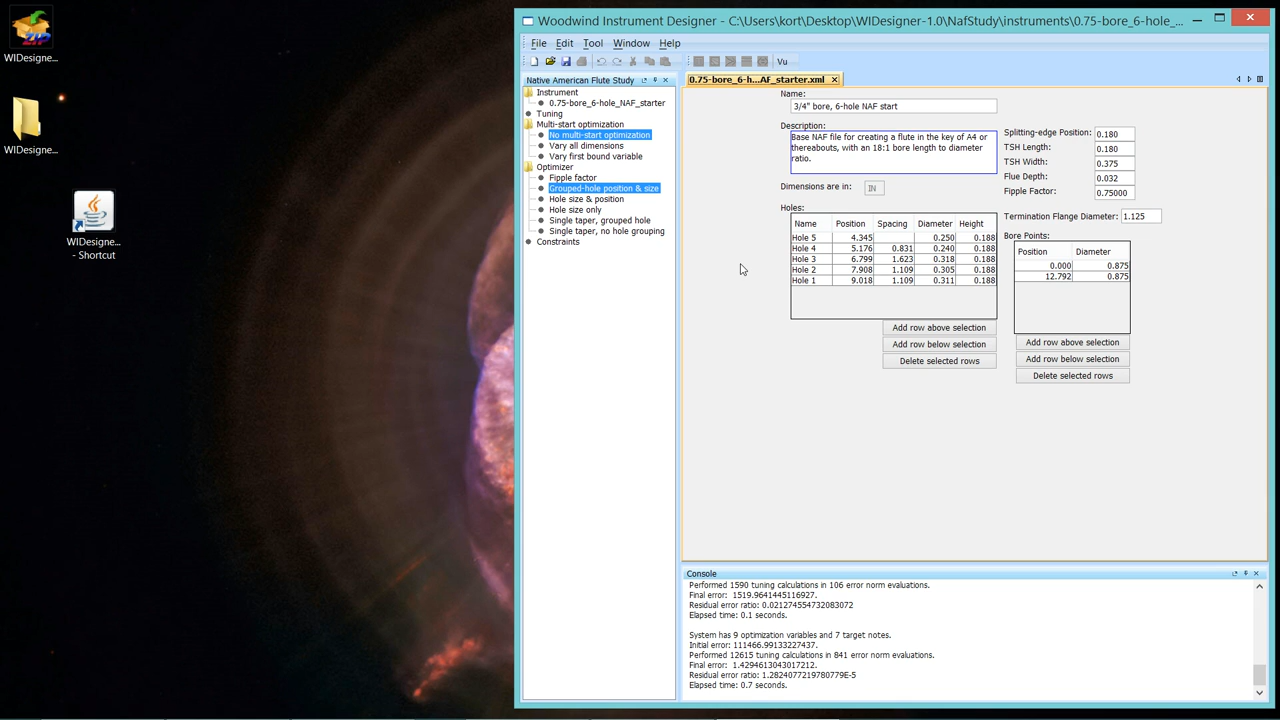 WIDesigne...
WIDesigne...
WIDesigne...
- Shortcut
ZIP
Woodwind Instrument Designer - C:\Users\kort\Desktop\WIDesigner-1.0\NafStudy\instruments\0.75-bore_6-hole_...
File Edit Tool Window Help
Vu
Native American Flute Study
Instrument
0.75-bore_6-hole_NAF_starter
Tuning
Multi-start optimization
No multi-start optimization
Vary all dimensions
Vary first bound variable
Optimizer
Fipple factor
Grouped-hole position & size
Hole size & position
Hole size only
Single taper, grouped hole
Single taper, no hole grouping
Constraints
0.75-bore_6-h...AF_starter.xml
Name:
3/4" bore, 6-hole NAF start
Description:
Base NAF file for creating a flute in the key of A4 or
thereabouts, with an 18:1 bore length to diameter
ratio.
Dimensions are in: IN
Splitting-edge Position: 0.180
TSH Length: 0.180
TSH Width: 0.375
Flue Depth: 0.032
Fipple Factor: 0.75000
Holes:
Name Position Spacing Diameter Height
Hole 5 4.345 0.250 0.188
Hole 4 5.176 0.831 0.240 0.188
Hole 3 6.799 1.623 0.318 0.188
Hole 2 7.908 1.109 0.305 0.188
Hole 1 9.018 1.109 0.311 0.188
Add row above selection
Add row below selection
Delete selected rows
Termination Flange Diameter: 1.125
Bore Points:
Position Diameter
0.000 0.875
12.792 0.875
Add row above selection
Add row below selection
Delete selected rows
Console
Performed 1590 tuning calculations in 106 error norm evaluations.
Final error: 1519.9641445116927.
Residual error ratio: 0.021274554732083072
Elapsed time: 0.1 seconds.
System has 9 optimization variables and 7 target notes.
Initial error: 111466.99133227437.
Performed 12615 tuning calculations in 841 error norm evaluations.
Final error: 1.4294613043017212.
Residual error ratio: 1.2824077219780779E-5
Elapsed time: 0.7 seconds.